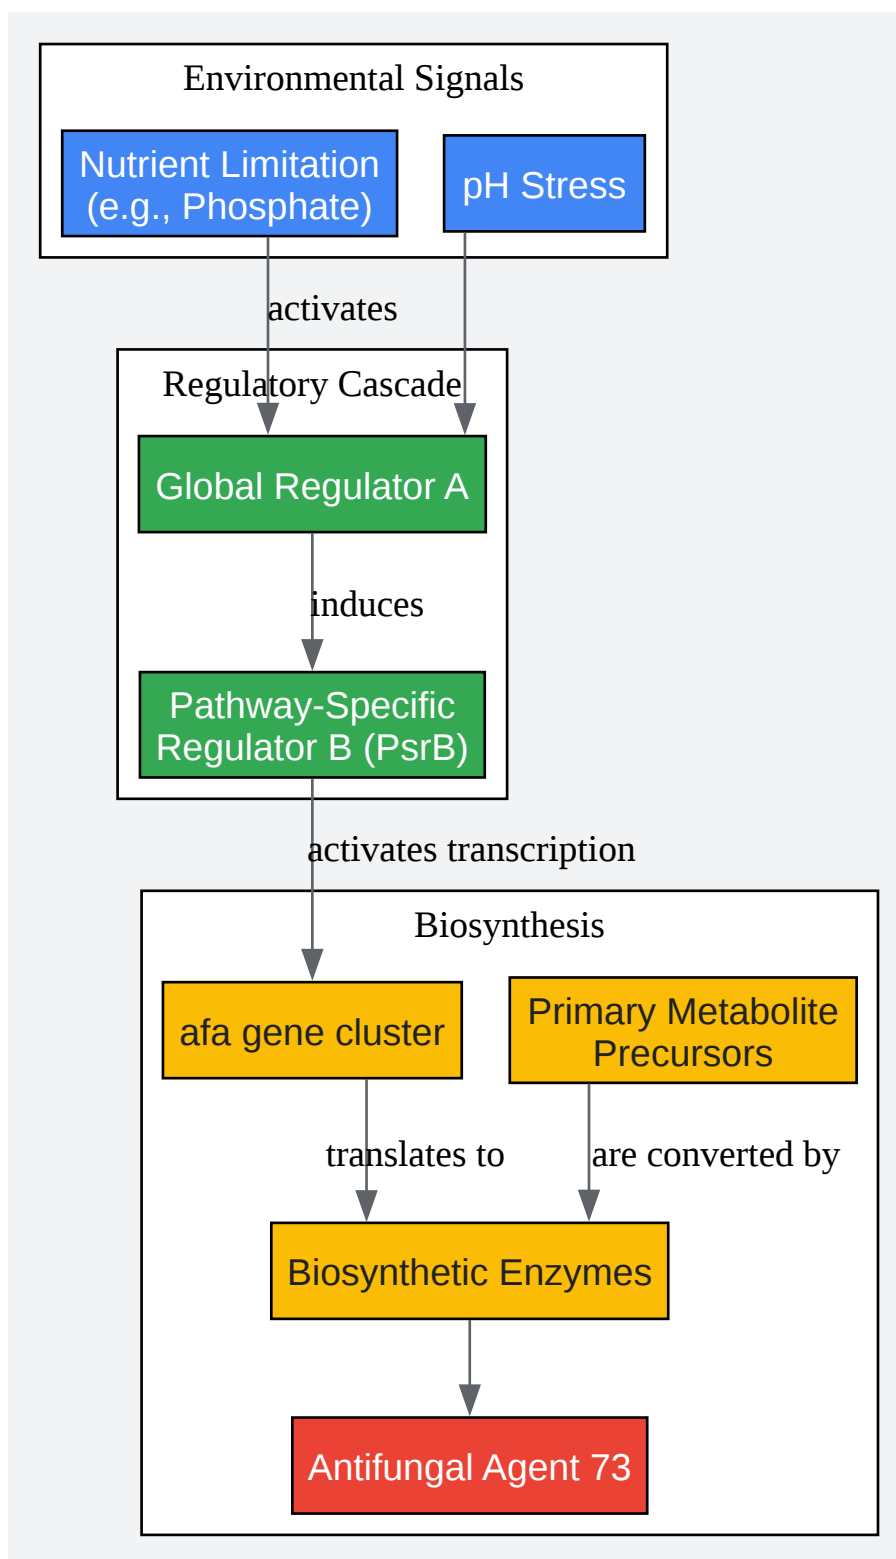 Environmental Signals
Nutrient Limitation
(e.g., Phosphate)
pH Stress
activates
Regulatory Cascade
Global Regulator A
induces
Pathway-Specific
Regulator B (PsrB)
activates transcription
Biosynthesis
afa gene cluster
Primary Metabolite
Precursors
translates to
are converted by
Biosynthetic Enzymes
Antifungal Agent 73